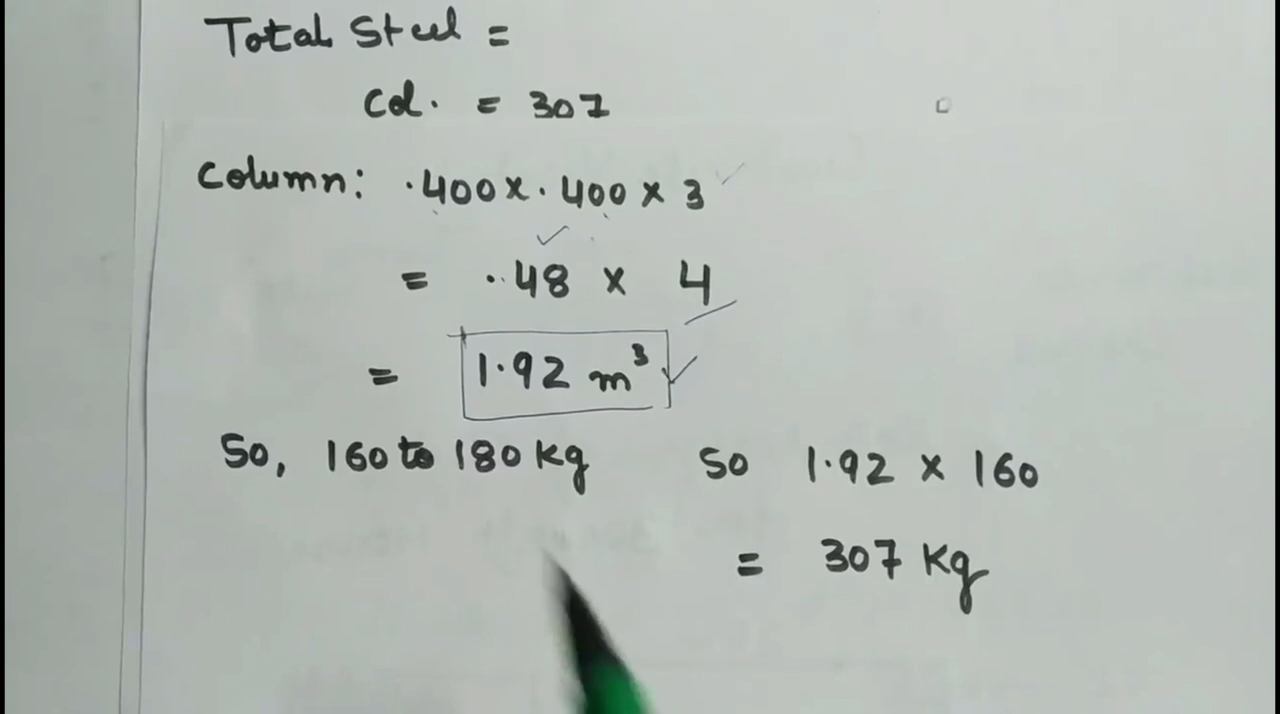 Total Steel =
Col. = 307
Column: .400 x .400 x 3
= .48 x 4
= 1.92 m³
So, 160 to 180 kg
So 1.92 x 160
= 307 Kg